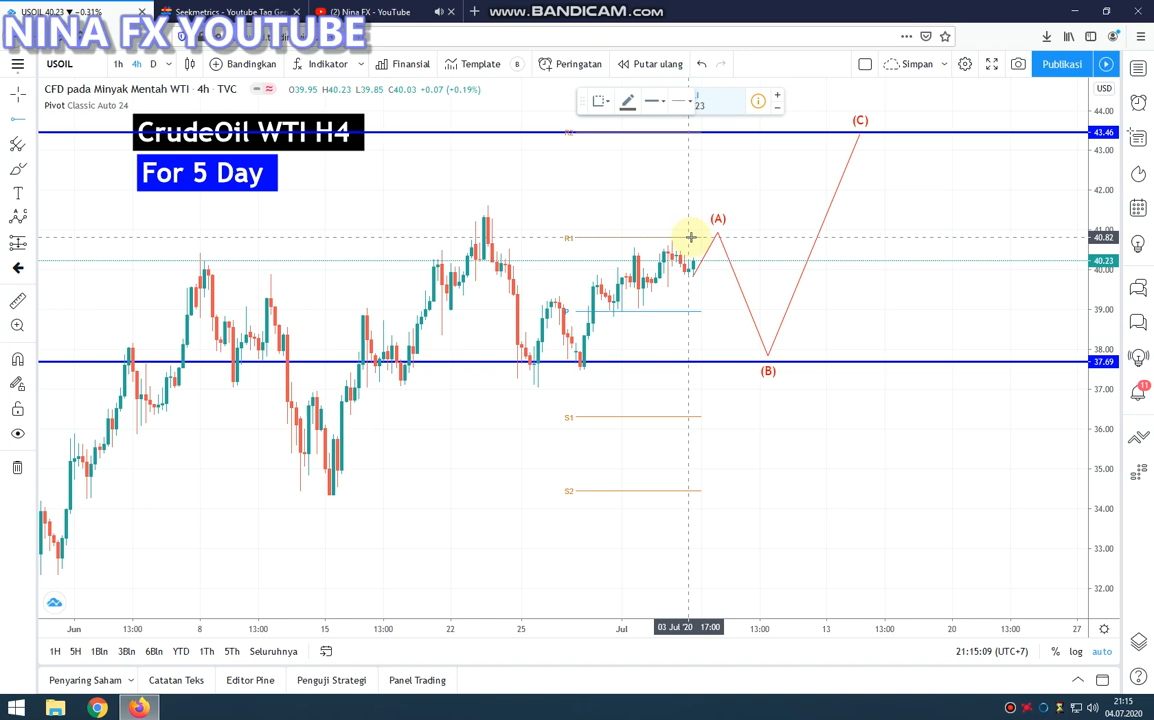 USOIL 40.23 ▼ −0.31%
Seekmetrics - Youtube Tag Gen
(2) Nina FX - YouTube
www.BANDICAM.com
NINA FX YOUTUBE
USOIL
1h 4h D
Bandingkan
Indikator
Finansial
Template
B
Peringatan
Putar ulang
Simpan
Publikasi
CFD pada Minyak Mentah WTI · 4h · TVC
O39.95 H40.23 L39.85 C40.03 +0.07 (+0.19%)
Pivot Classic Auto 24
CrudeOil WTI H4
For 5 Day
23
USD
44.00
43.46
43.00
42.00
40.82
40.23
40.00
39.00
38.00
37.69
37.00
36.00
35.00
34.00
33.00
32.00
R1
P
S1
S2
(A)
(B)
(C)
11
Jun 13:00 8 13:00 15 13:00 22 25 Jul 03 Jul '20 17:00 13:00 13 13:00 20 13:00 27
1H 5H 1Bln 3Bln 6Bln YTD 1Th 5Th Seluruhnya
21:15:09 (UTC+7)
% log auto
Penyaring Saham
Catatan Teks
Editor Pine
Penguji Strategi
Panel Trading
21:15
04.07.2020